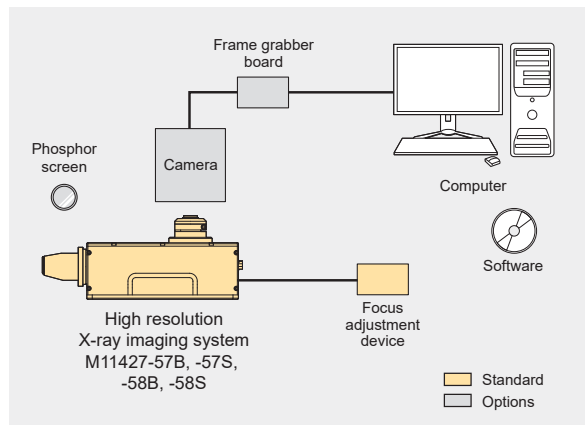 Frame grabber
board
Phosphor
screen
Camera
Computer
Software
High resolution
X-ray imaging system
M11427-57B, -57S,
-58B, -58S
Focus
adjustment
device
Standard
Options